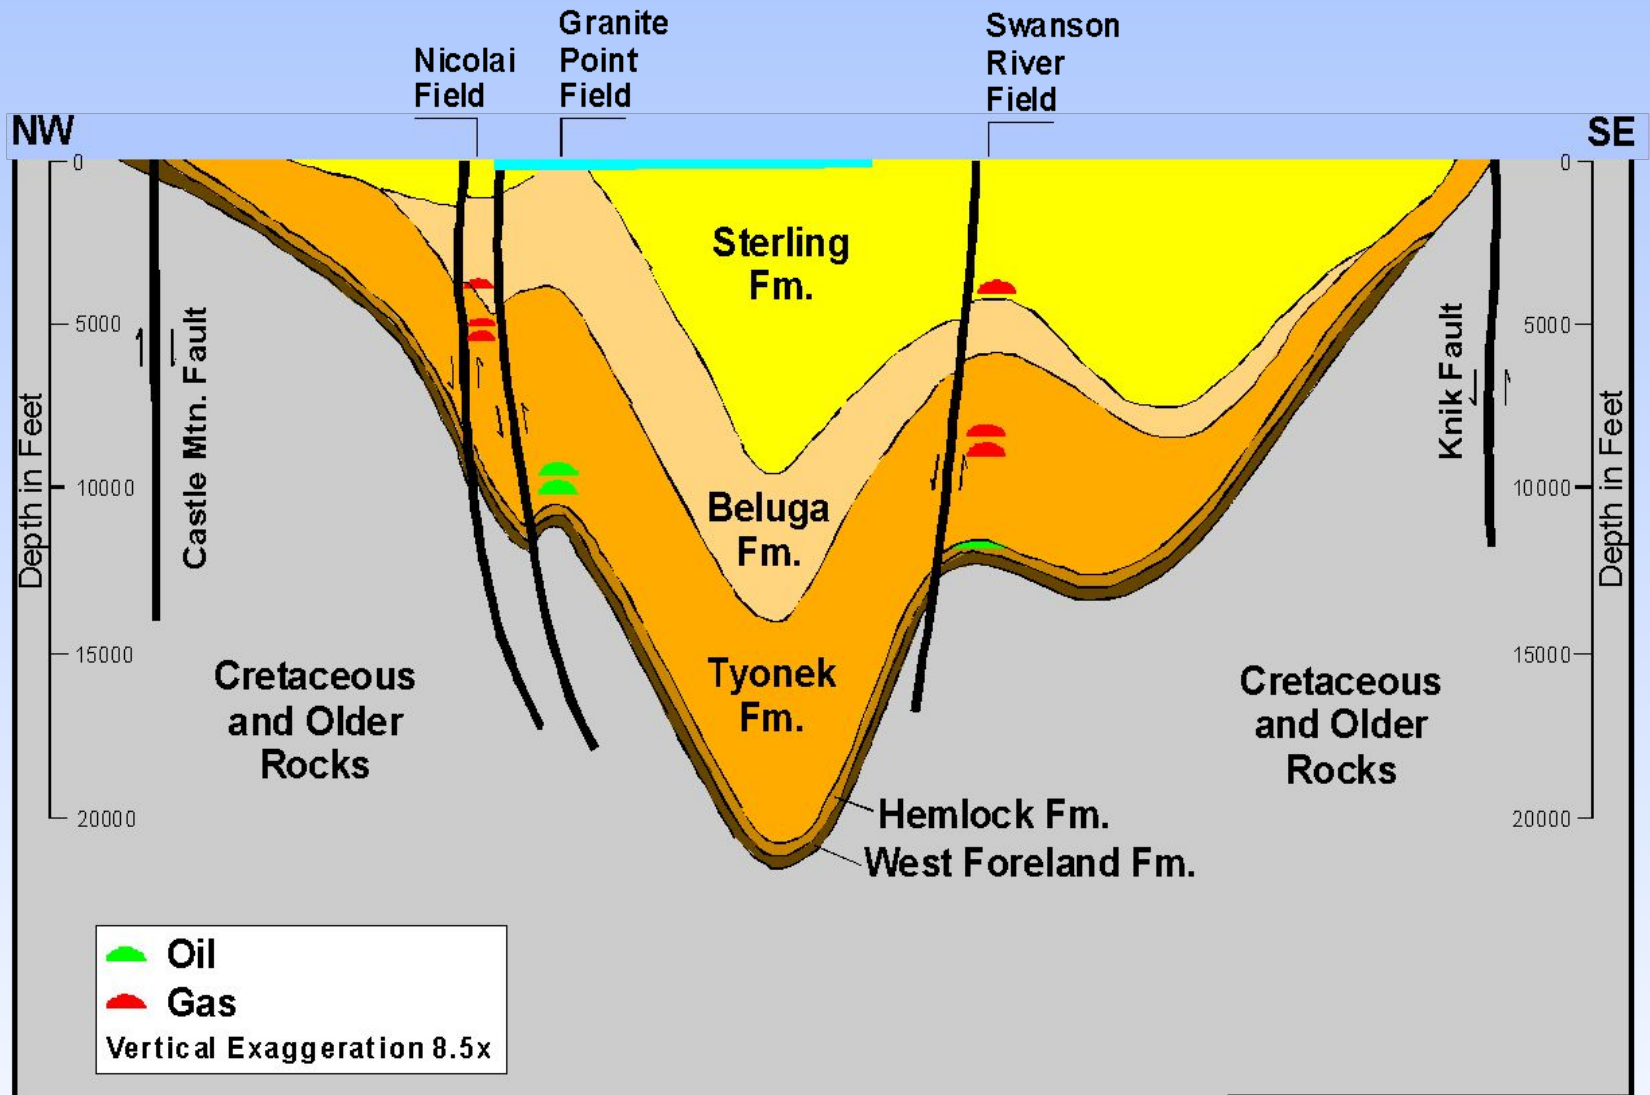 Nicolai
Field
Granite
Point
Field
Swanson
River
Field
NW
SE
0
5000
10000
15000
20000
Depth in Feet
Castle Mtn. Fault
Sterling
Fm.
Beluga
Fm.
Tyonek
Fm.
Hemlock Fm.
West Foreland Fm.
Cretaceous
and Older
Rocks
Cretaceous
and Older
Rocks
Knik Fault
0
5000
10000
15000
20000
Depth in Feet
Oil
Gas
Vertical Exaggeration 8.5x